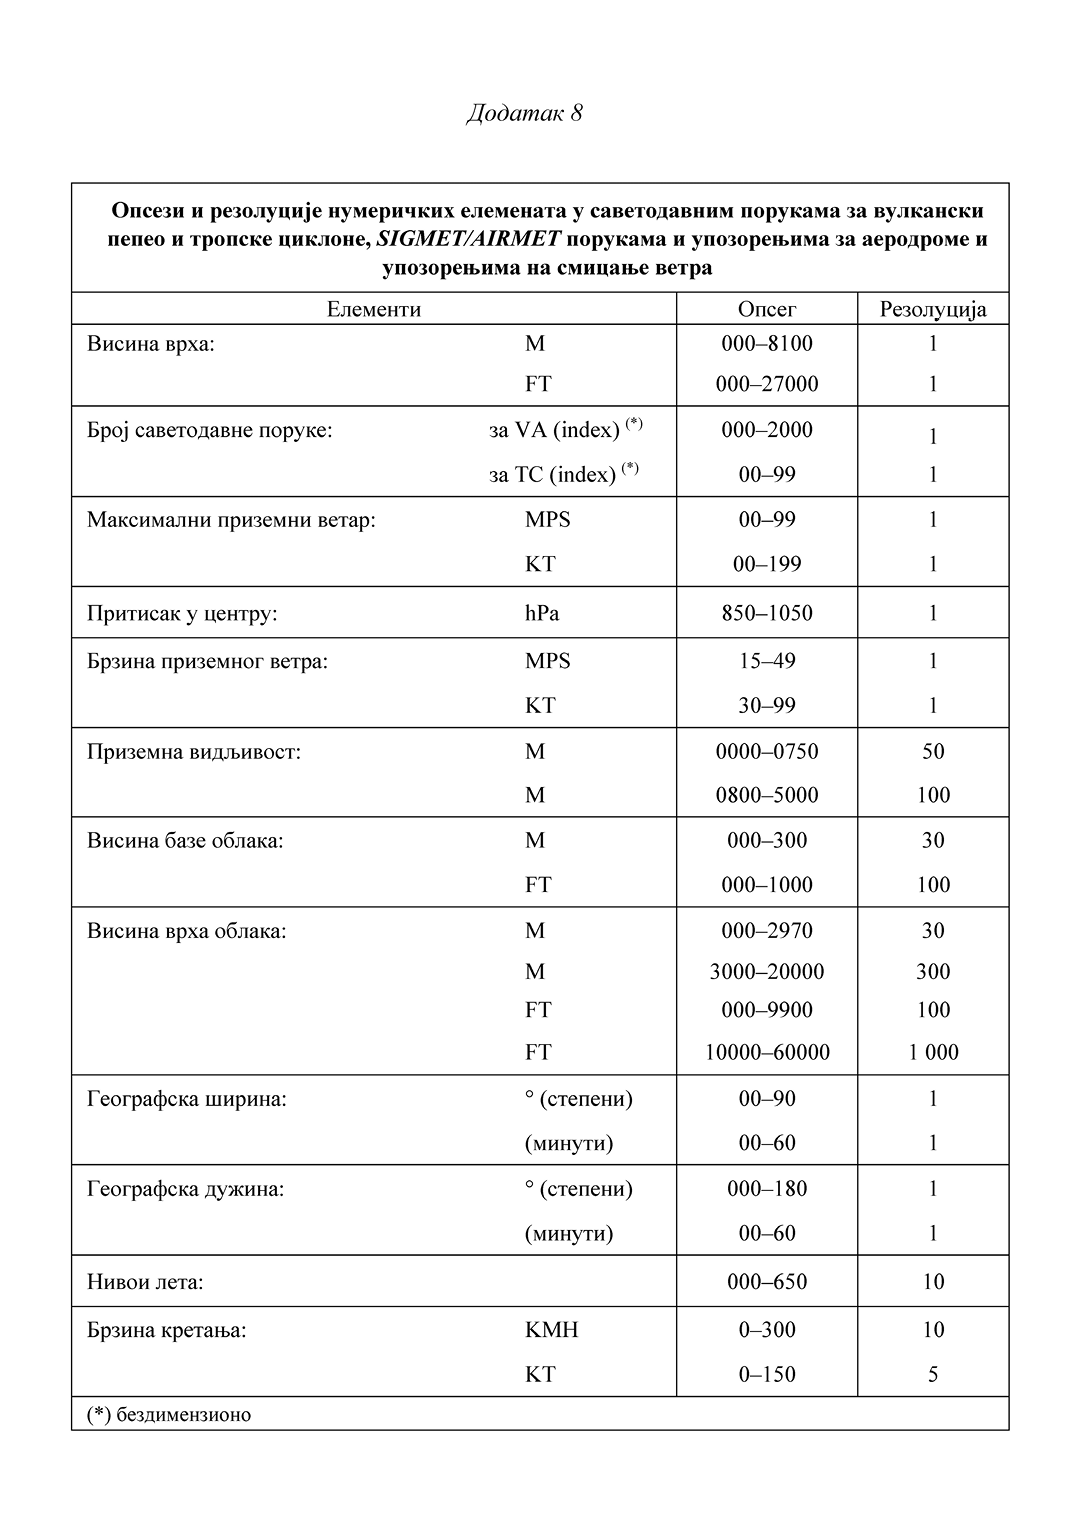 Додатак 8
Опсези и резолуције нумеричких елемената у саветодавним порукама за вулкански
пепео и тропске циклоне, SIGMET/AIRMET порукама и упозорењима за аеродроме и
упозорењима на смицање ветра
Елементи Опсег Резолуција
Висина врха: M 000–8100 1
FT 000–27000 1
Број саветодавне поруке: за VA (index) (*) 000–2000 1
за TC (index) (*) 00–99 1
Максимални приземни ветар: MPS 00–99 1
KT 00–199 1
Притисак у центру: hPa 850–1050 1
Брзина приземног ветра: MPS 15–49 1
KT 30–99 1
Приземна видљивост: M 0000–0750 50
M 0800–5000 100
Висина базе облака: M 000–300 30
FT 000–1000 100
Висина врха облака: M 000–2970 30
M 3000–20000 300
FT 000–9900 100
FT 10000–60000 1 000
Географска ширина: ° (степени) 00–90 1
(минути) 00–60 1
Географска дужина: ° (степени) 000–180 1
(минути) 00–60 1
Нивои лета: 000–650 10
Брзина кретања: KMH 0–300 10
KT 0–150 5
(*) бездимензионо